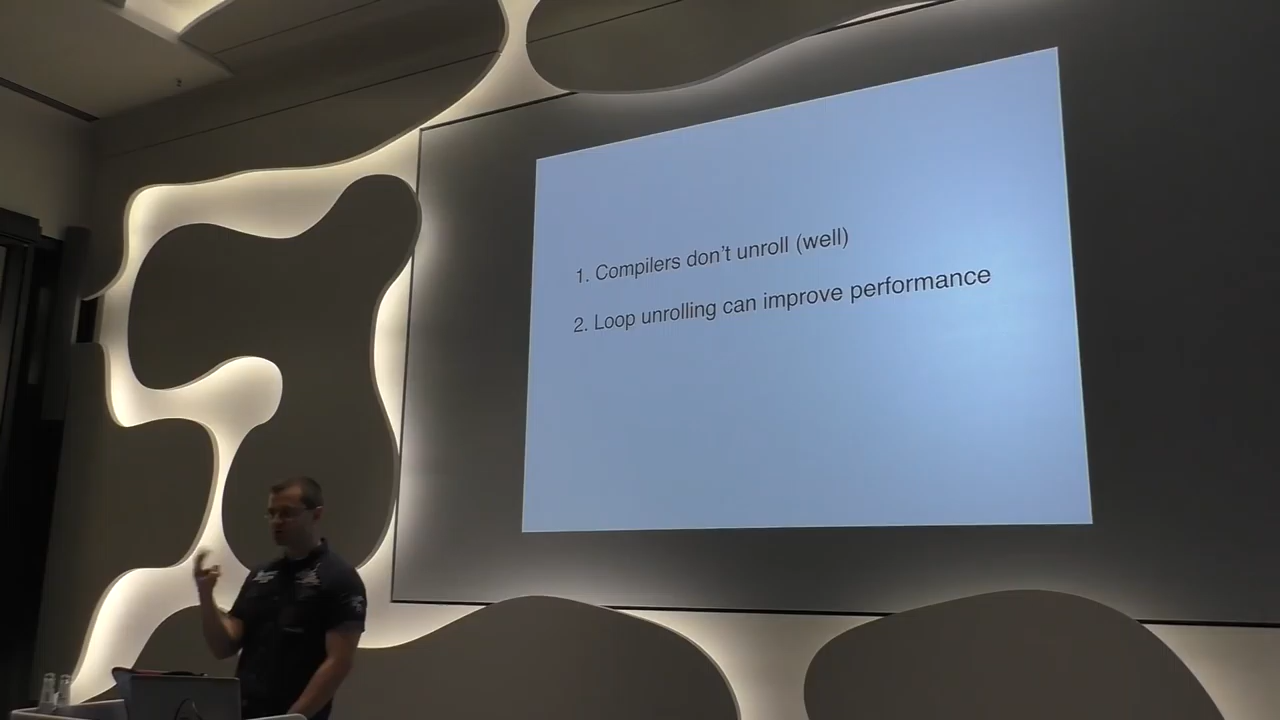 1. Compilers don't unroll (well)
2. Loop unrolling can improve performance